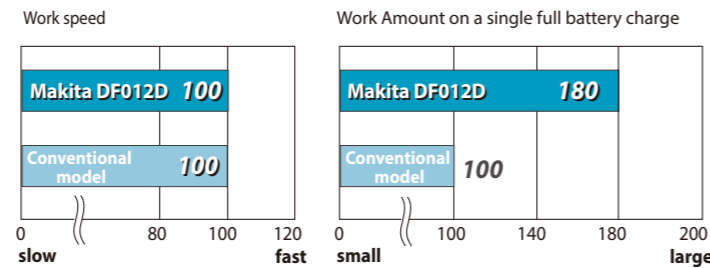 Work speed
Makita DF012D 100
Conventional
model
100
0 80 100 120
slow fast
Work Amount on a single full battery charge
Makita DF012D 180
Conventional
model
100
0 100 140 180 200
small large